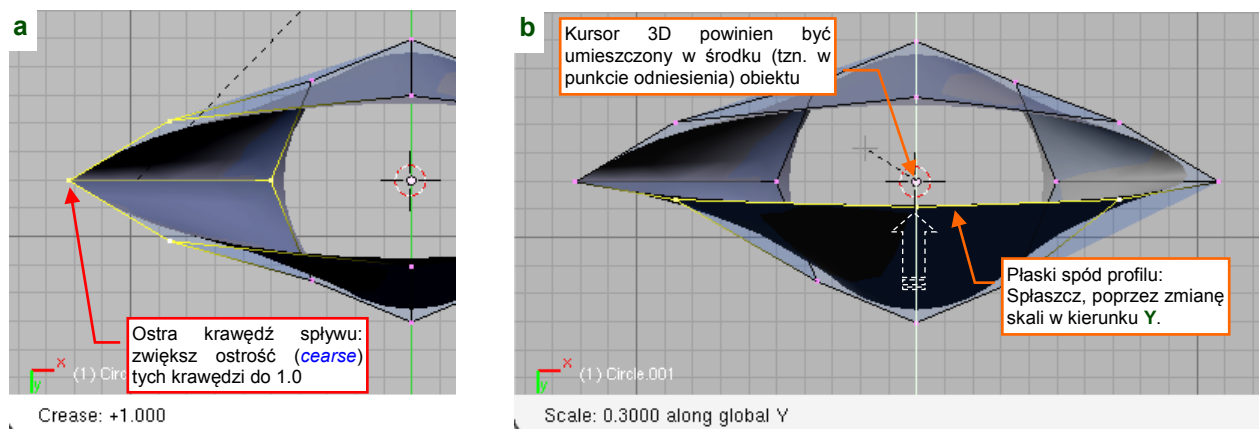 a
Ostra krawędź spływu:
zwiększ ostrość (cearse)
tych krawędzi do 1.0
x
y
(1) Circ
Crease: +1.000
b
Kursor 3D powinien być
umieszczony w środku (tzn. w
punkcie odniesienia) obiektu
Płaski spód profilu:
Spłaszcz, poprzez zmianę
skali w kierunku Y.
x
y
(1) Circle.001
Scale: 0.3000 along global Y